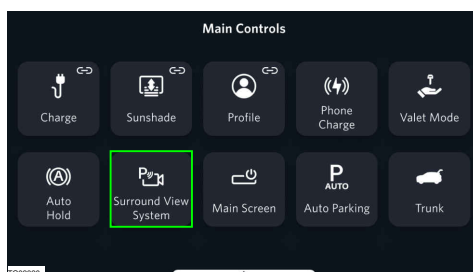 Main Controls
Charge
Sunshade
Profile
Phone
Charge
Valet Mode
Auto
Hold
Surround View
System
Main Screen
P
AUTO
Auto Parking
Trunk